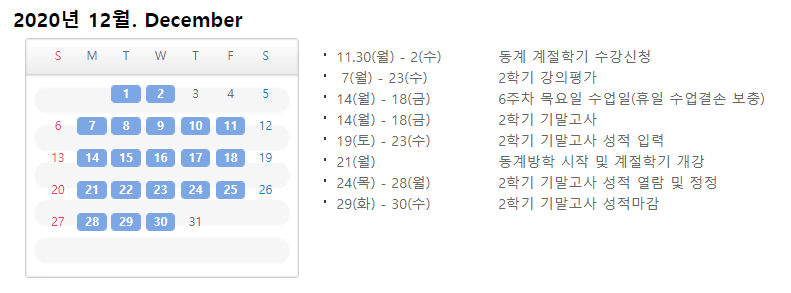 2020년 12월. December
S M T W T F S
1 2 3 4 5
6 7 8 9 10 11 12
13 14 15 16 17 18 19
20 21 22 23 24 25 26
27 28 29 30 31
11.30(월) - 2(수) 동계 계절학기 수강신청
7(월) - 23(수) 2학기 강의평가
14(월) - 18(금) 6주차 목요일 수업일(휴일 수업결손 보충)
14(월) - 18(금) 2학기 기말고사
19(토) - 23(수) 2학기 기말고사 성적 입력
21(월) 동계방학 시작 및 계절학기 개강
24(목) - 28(월) 2학기 기말고사 성적 열람 및 정정
29(화) - 30(수) 2학기 기말고사 성적마감